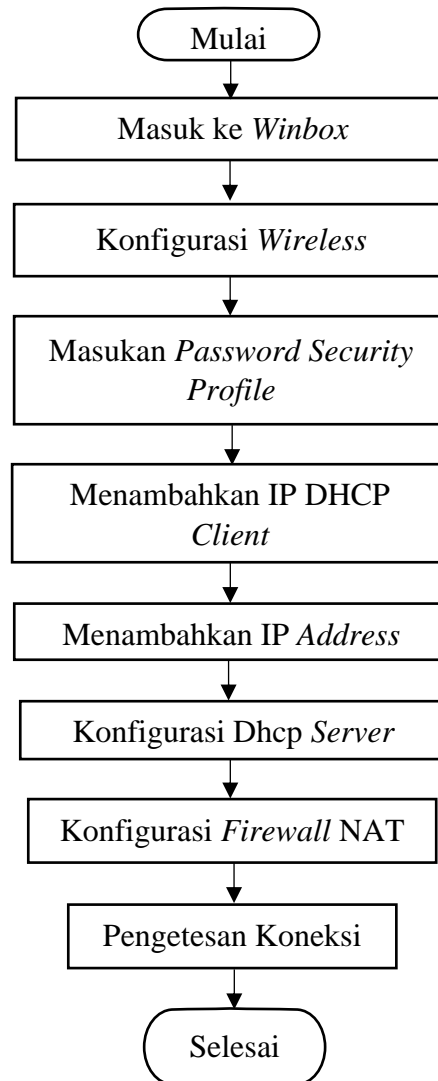 Mulai
Masuk ke Winbox
Konfigurasi Wireless
Masukan Password Security
Profile
Menambahkan IP DHCP
Client
Menambahkan IP Address
Konfigurasi Dhcp Server
Konfigurasi Firewall NAT
Pengetesan Koneksi
Selesai